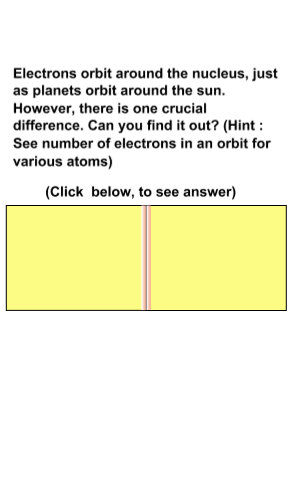 Electrons orbit around the nucleus, just
as planets orbit around the sun.
However, there is one crucial
difference. Can you find it out? (Hint :
See number of electrons in an orbit for
various atoms)
(Click  below, to see answer)